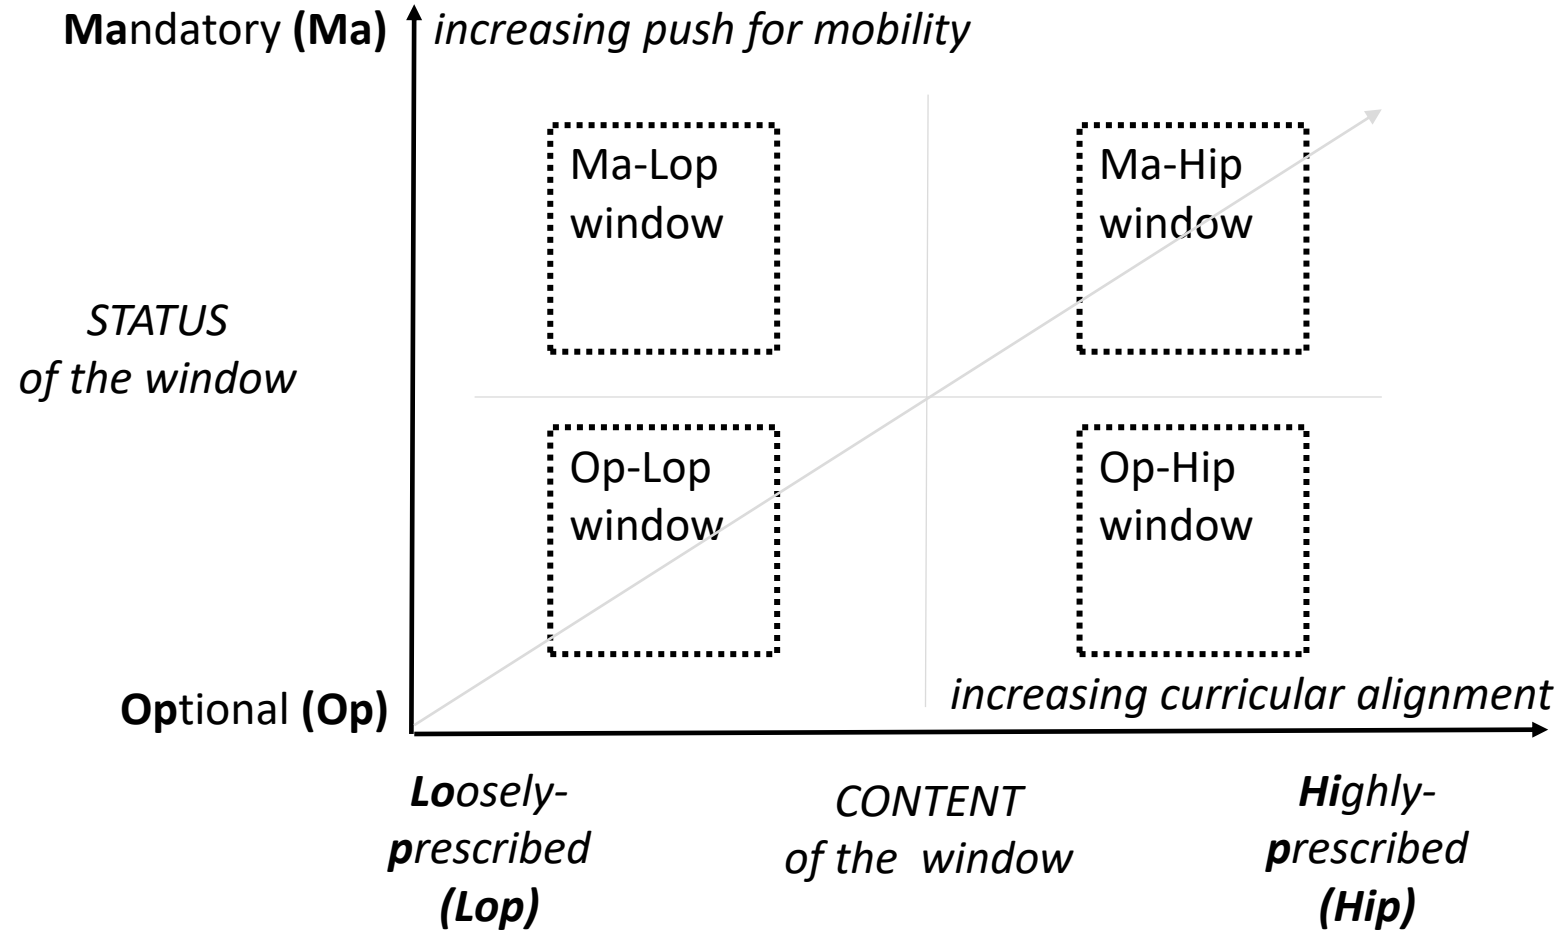 Mandatory (Ma)
increasing push for mobility
Ma-Lop
window
Ma-Hip
window
STATUS
of the window
Op-Lop
window
Op-Hip
window
Optional (Op)
increasing curricular alignment
Loosely-
prescribed
(Lop)
CONTENT
of the window
Highly-
prescribed
(Hip)